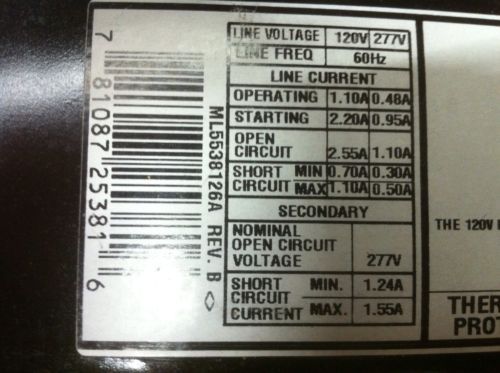 LINE VOLTAGE 120V 277V
LINE FREQ 60Hz
LINE CURRENT
OPERATING 1.10A 0.48A
STARTING 2.20A 0.95A
OPEN
CIRCUIT 2.55A 1.10A
SHORT MIN 0.70A 0.30A
CIRCUIT MAX 1.10A 0.50A
SECONDARY
NOMINAL
OPEN CIRCUIT
VOLTAGE 277V
SHORT MIN. 1.24A
CIRCUIT
CURRENT MAX. 1.55A
7 81087 25381 6
ML5538126A REV. B
THE 120V
THER
PROT